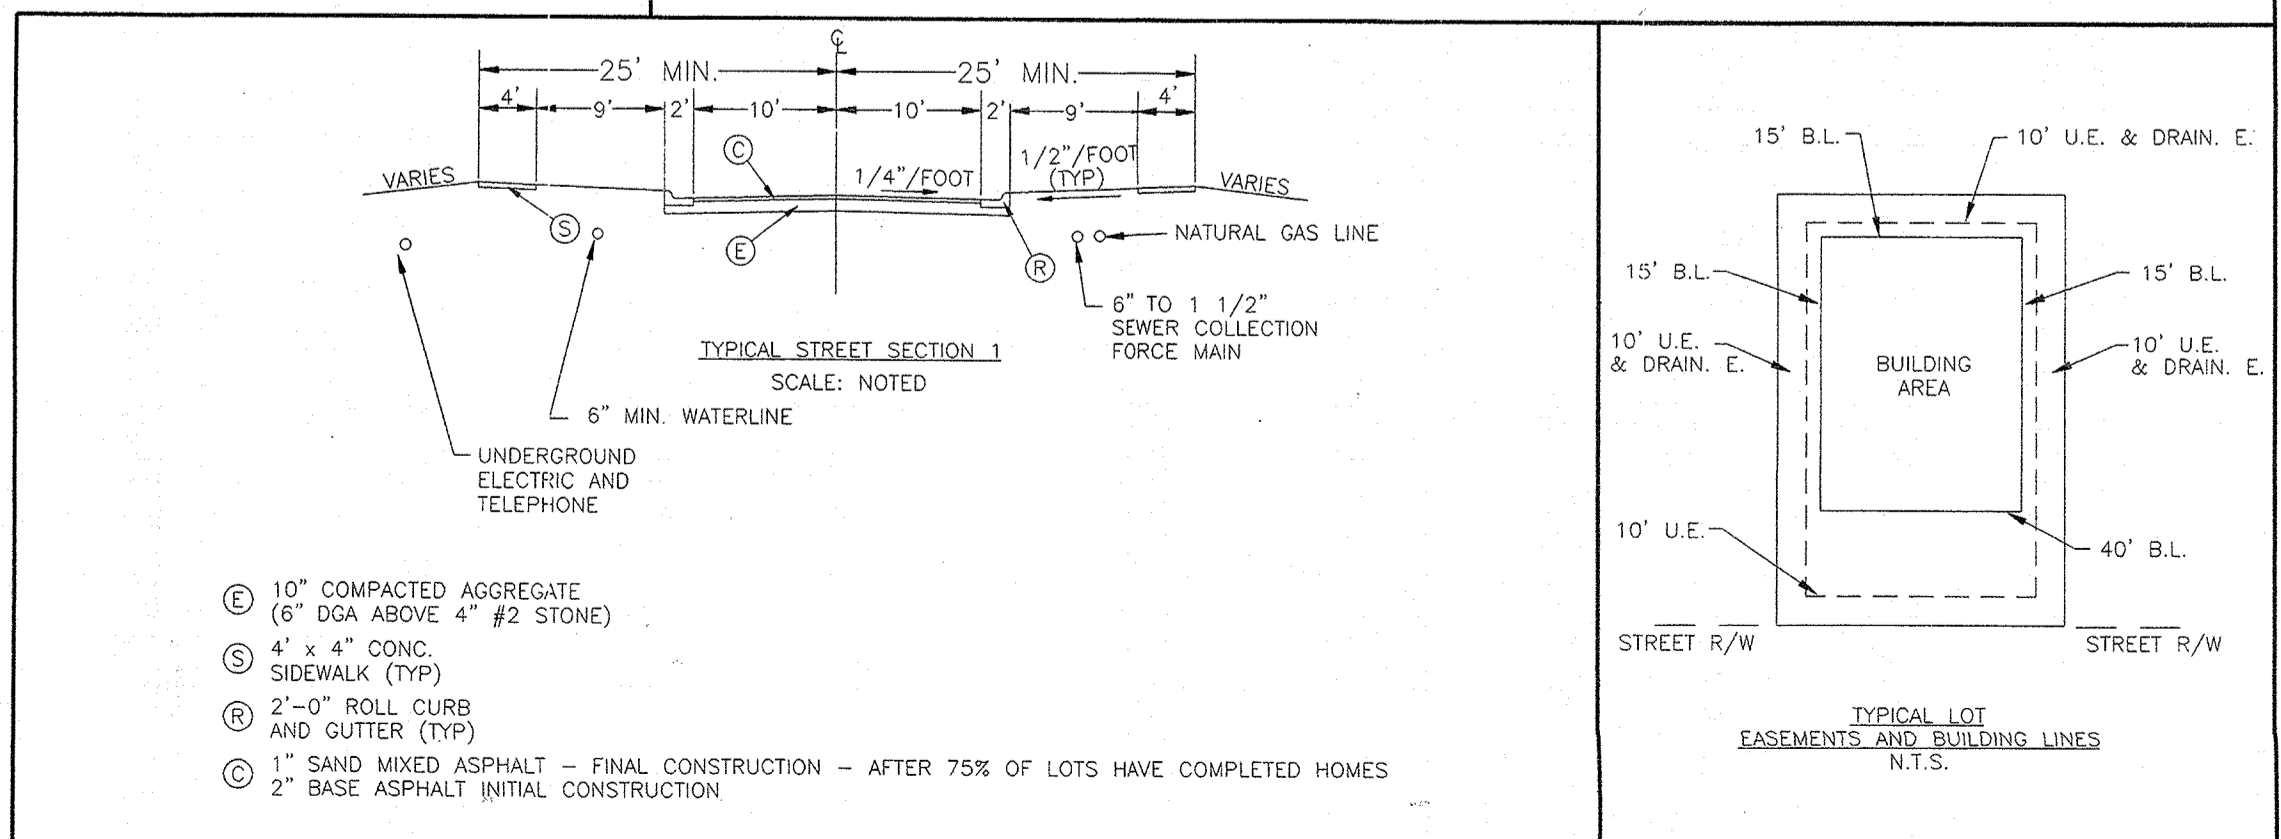 ℄
25' MIN. 25' MIN.
4' 9' 2' 10' 10' 2' 9' 4'
VARIES
C
1/4"/FOOT
1/2"/FOOT
(TYP)
VARIES
S
E
R
NATURAL GAS LINE
6" TO 1 1/2"
SEWER COLLECTION
FORCE MAIN
TYPICAL STREET SECTION 1
SCALE: NOTED
6" MIN. WATERLINE
UNDERGROUND
ELECTRIC AND
TELEPHONE
E 10" COMPACTED AGGREGATE
(6" DGA ABOVE 4" #2 STONE)
S 4' x 4" CONC.
SIDEWALK (TYP)
R 2'-0" ROLL CURB
AND GUTTER (TYP)
C 1" SAND MIXED ASPHALT – FINAL CONSTRUCTION – AFTER 75% OF LOTS HAVE COMPLETED HOMES
2" BASE ASPHALT INITIAL CONSTRUCTION
15' B.L.
10' U.E. & DRAIN. E.
15' B.L.
15' B.L.
10' U.E.
& DRAIN. E.
10' U.E.
& DRAIN. E.
BUILDING
AREA
10' U.E.
40' B.L.
STREET R/W
STREET R/W
TYPICAL LOT
EASEMENTS AND BUILDING LINES
N.T.S.